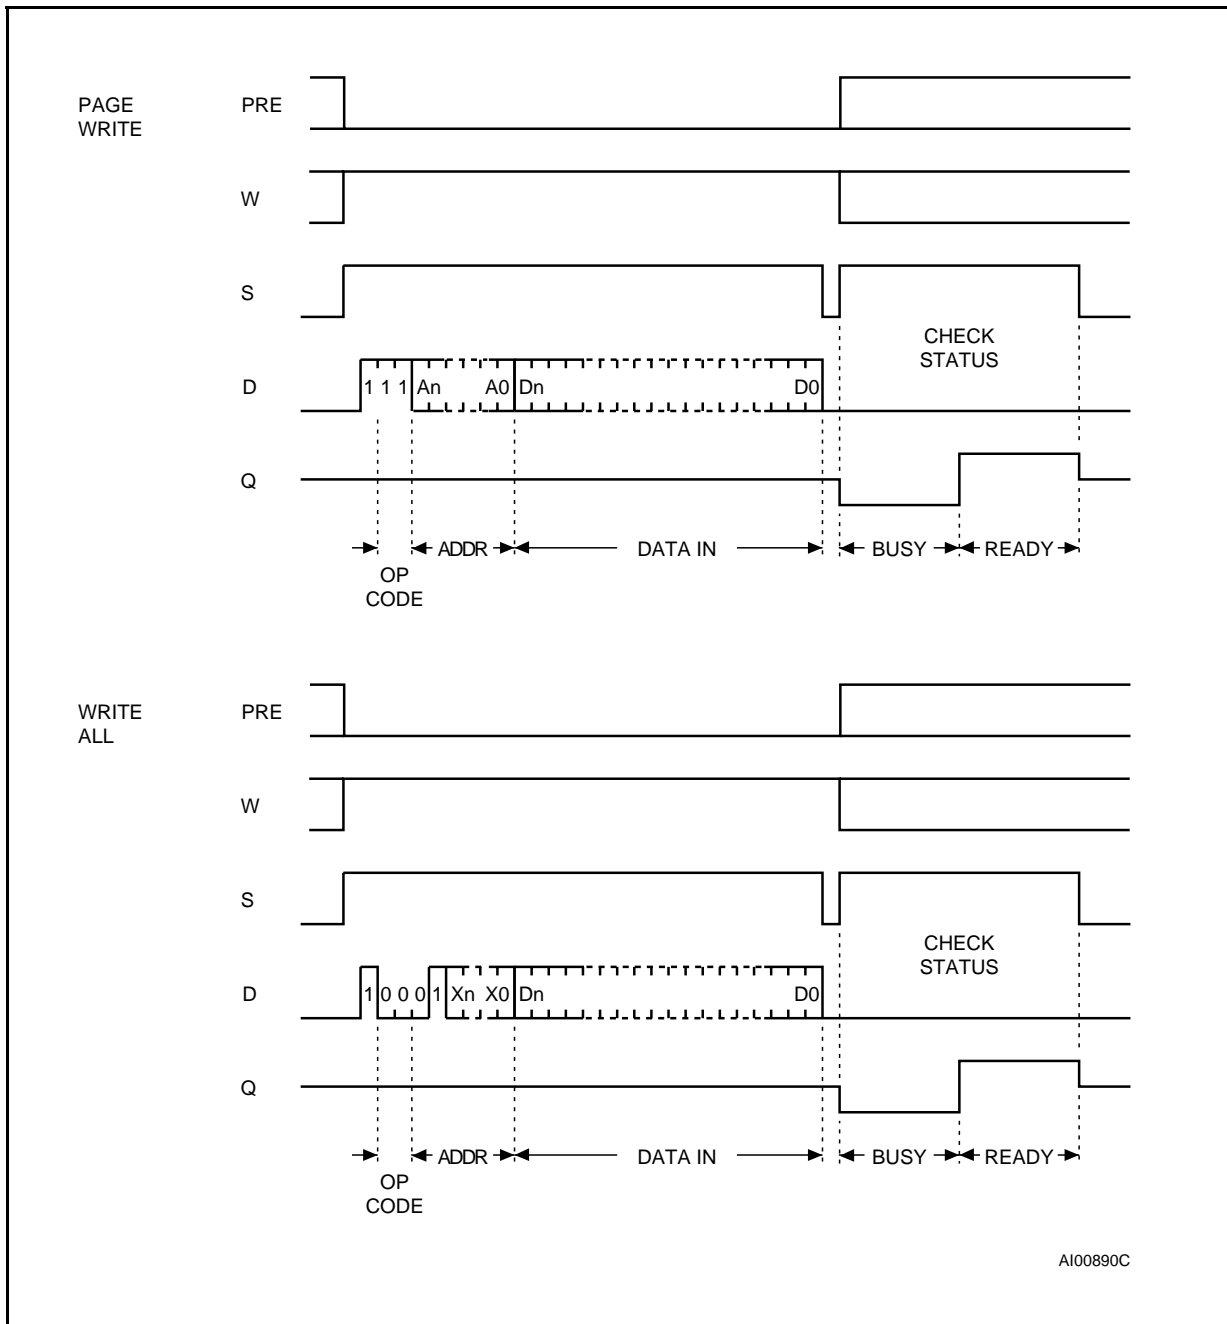 PAGE
WRITE
PRE
W
S
CHECK
STATUS
D
1 1 1 An A0 Dn D0
Q
ADDR DATA IN BUSY READY
OP
CODE
WRITE
ALL
PRE
W
S
CHECK
STATUS
D
1 0 0 0 1 Xn X0 Dn D0
Q
ADDR DATA IN BUSY READY
OP
CODE
AI00890C